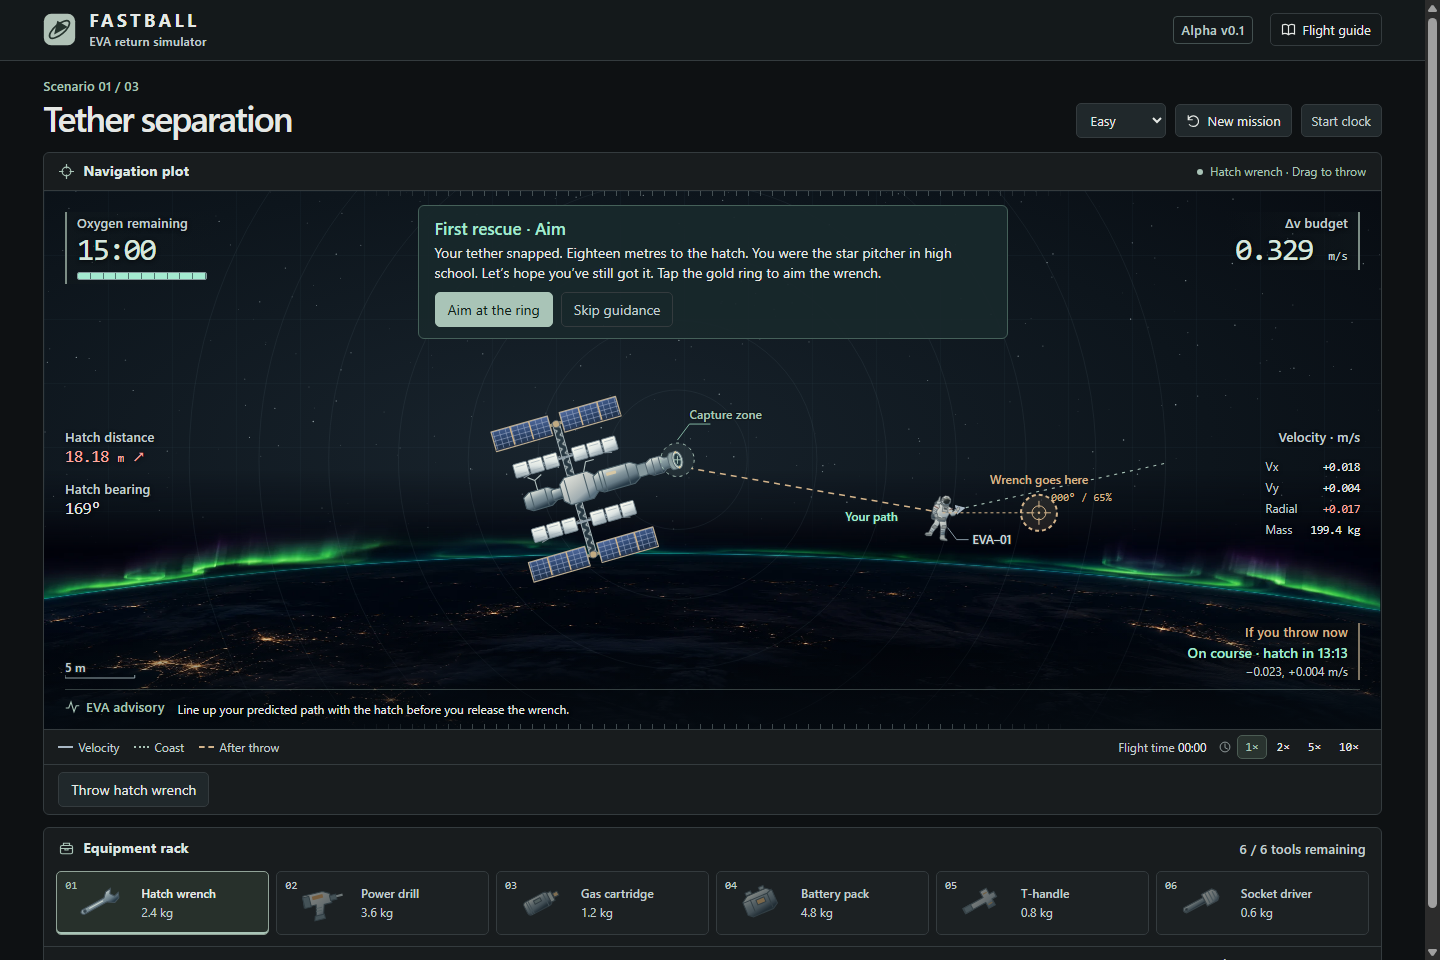 FASTBALL
EVA return simulator
Alpha v0.1
Flight guide
Scenario 01 / 03
Tether separation
Easy
New mission
Start clock
Navigation plot
Hatch wrench · Drag to throw
Oxygen remaining
15:00
First rescue · Aim
Your tether snapped. Eighteen metres to the hatch. You were the star pitcher in high
school. Let's hope you've still got it. Tap the gold ring to aim the wrench.
Aim at the ring
Skip guidance
Δv budget
0.329 m/s
Capture zone
Hatch distance
18.18 m ↗
Hatch bearing
169°
Velocity · m/s
Vx +0.018
Vy +0.004
Radial +0.017
Mass 199.4 kg
Wrench goes here
000° / 65%
Your path
EVA–01
If you throw now
On course · hatch in 13:13
−0.023, +0.004 m/s
5 m
EVA advisory
Line up your predicted path with the hatch before you release the wrench.
Velocity
Coast
After throw
Flight time 00:00
1×
2×
5×
10×
Throw hatch wrench
Equipment rack
6 / 6 tools remaining
01
Hatch wrench
2.4 kg
02
Power drill
3.6 kg
03
Gas cartridge
1.2 kg
04
Battery pack
4.8 kg
05
T-handle
0.8 kg
06
Socket driver
0.6 kg